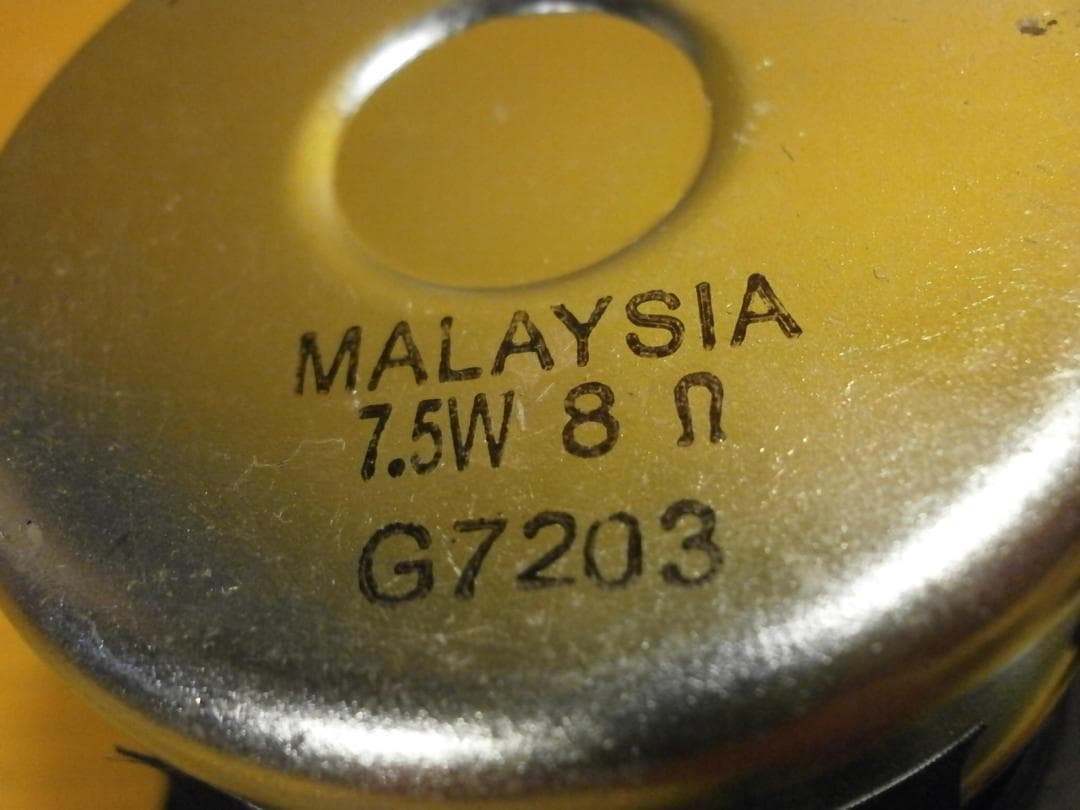 MALAYSIA
7.5W 8 Ω
G7203